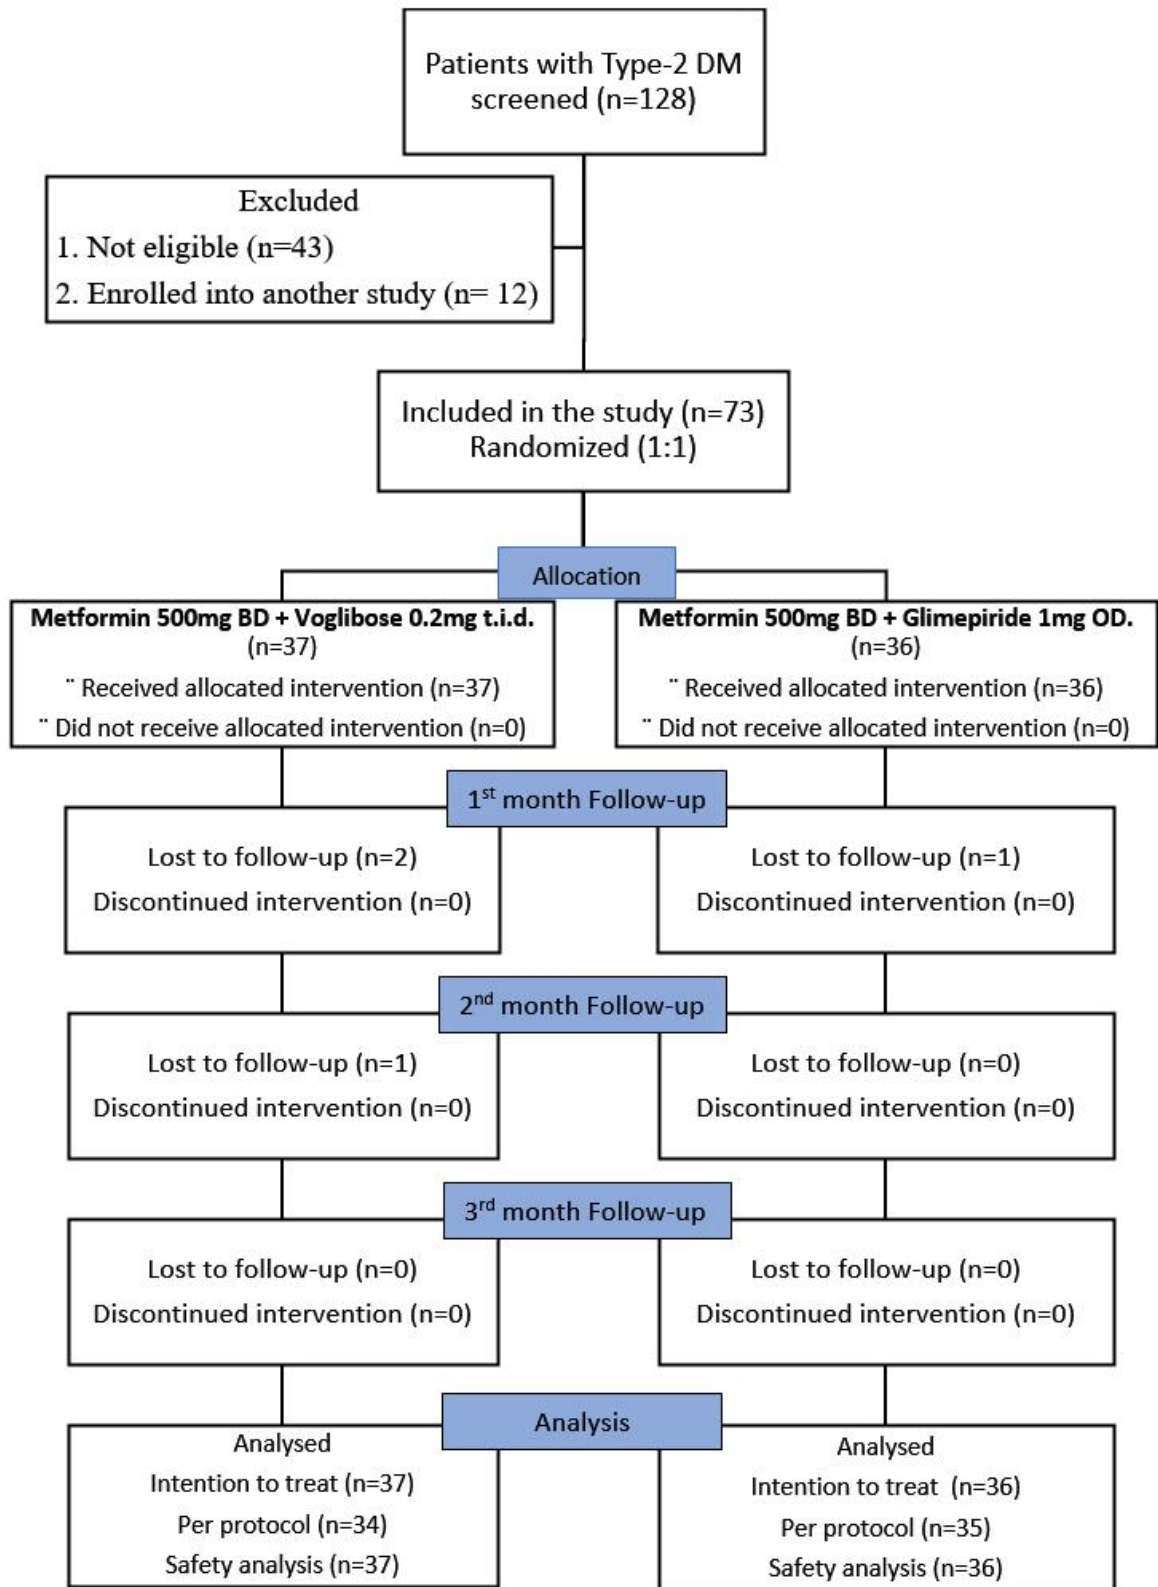 Patients with Type-2 DM
screened (n=128)
Excluded
1. Not eligible (n=43)
2. Enrolled into another study (n= 12)
Included in the study (n=73)
Randomized (1:1)
Allocation
Metformin 500mg BD + Voglibose 0.2mg t.i.d.
(n=37)
¨ Received allocated intervention (n=37)
¨ Did not receive allocated intervention (n=0)
Metformin 500mg BD + Glimepiride 1mg OD.
(n=36)
¨ Received allocated intervention (n=36)
¨ Did not receive allocated intervention (n=0)
1st month Follow-up
Lost to follow-up (n=2)
Discontinued intervention (n=0)
Lost to follow-up (n=1)
Discontinued intervention (n=0)
2nd month Follow-up
Lost to follow-up (n=1)
Discontinued intervention (n=0)
Lost to follow-up (n=0)
Discontinued intervention (n=0)
3rd month Follow-up
Lost to follow-up (n=0)
Discontinued intervention (n=0)
Lost to follow-up (n=0)
Discontinued intervention (n=0)
Analysis
Analysed
Intention to treat (n=37)
Per protocol (n=34)
Safety analysis (n=37)
Analysed
Intention to treat  (n=36)
Per protocol (n=35)
Safety analysis (n=36)